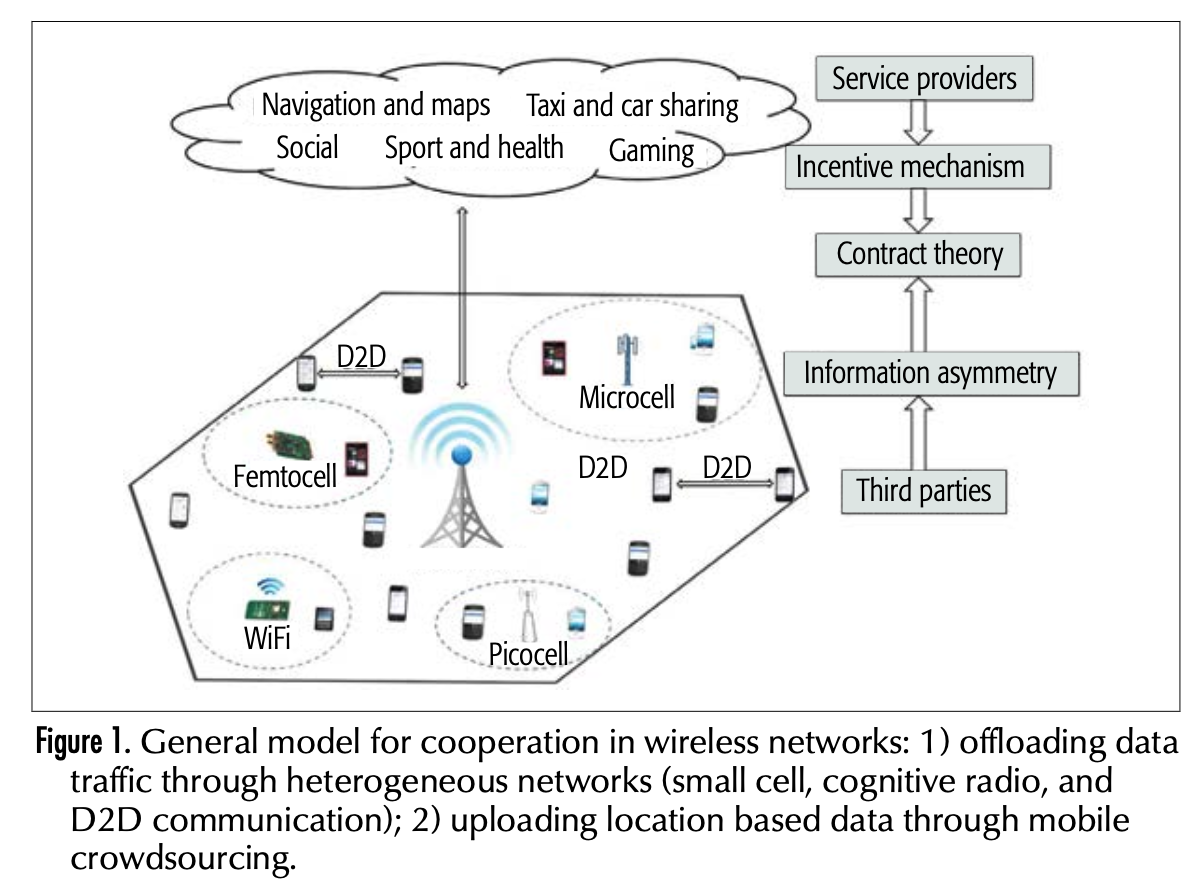 Navigation and maps
Taxi and car sharing
Social
Sport and health
Gaming
Service providers
Incentive mechanism
Contract theory
Information asymmetry
Third parties
D2D
Microcell
Femtocell
D2D
D2D
WiFi
Picocell
Figure 1. General model for cooperation in wireless networks: 1) offloading data
traffic through heterogeneous networks (small cell, cognitive radio, and
D2D communication); 2) uploading location based data through mobile
crowdsourcing.